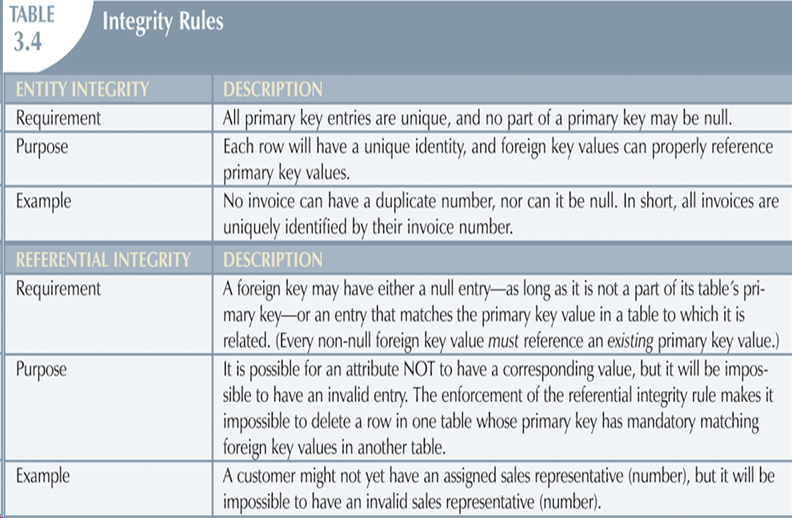 TABLE
3.4
Integrity Rules
ENTITY INTEGRITY DESCRIPTION
Requirement All primary key entries are unique, and no part of a primary key may be null.
Purpose Each row will have a unique identity, and foreign key values can properly reference
primary key values.
Example No invoice can have a duplicate number, nor can it be null. In short, all invoices are
uniquely identified by their invoice number.
REFERENTIAL INTEGRITY DESCRIPTION
Requirement A foreign key may have either a null entry—as long as it is not a part of its table's pri-
mary key—or an entry that matches the primary key value in a table to which it is
related. (Every non-null foreign key value must reference an existing primary key value.)
Purpose It is possible for an attribute NOT to have a corresponding value, but it will be impos-
sible to have an invalid entry. The enforcement of the referential integrity rule makes it
impossible to delete a row in one table whose primary key has mandatory matching
foreign key values in another table.
Example A customer might not yet have an assigned sales representative (number), but it will be
impossible to have an invalid sales representative (number).